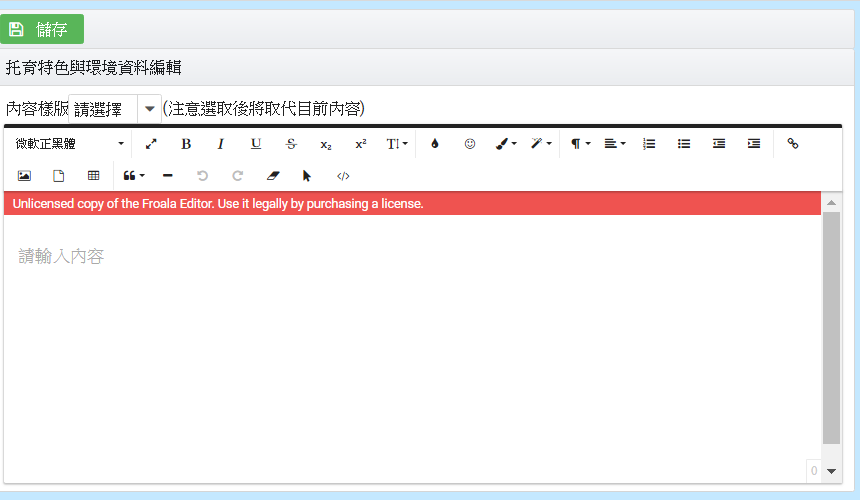 儲存
托育特色與環境資料編輯
內容樣版 請選擇 (注意選取後將取代目前內容)
微軟正黑體 B I U S x₂ x² TI ¶
</>
Unlicensed copy of the Froala Editor. Use it legally by purchasing a license.
請輸入內容
0